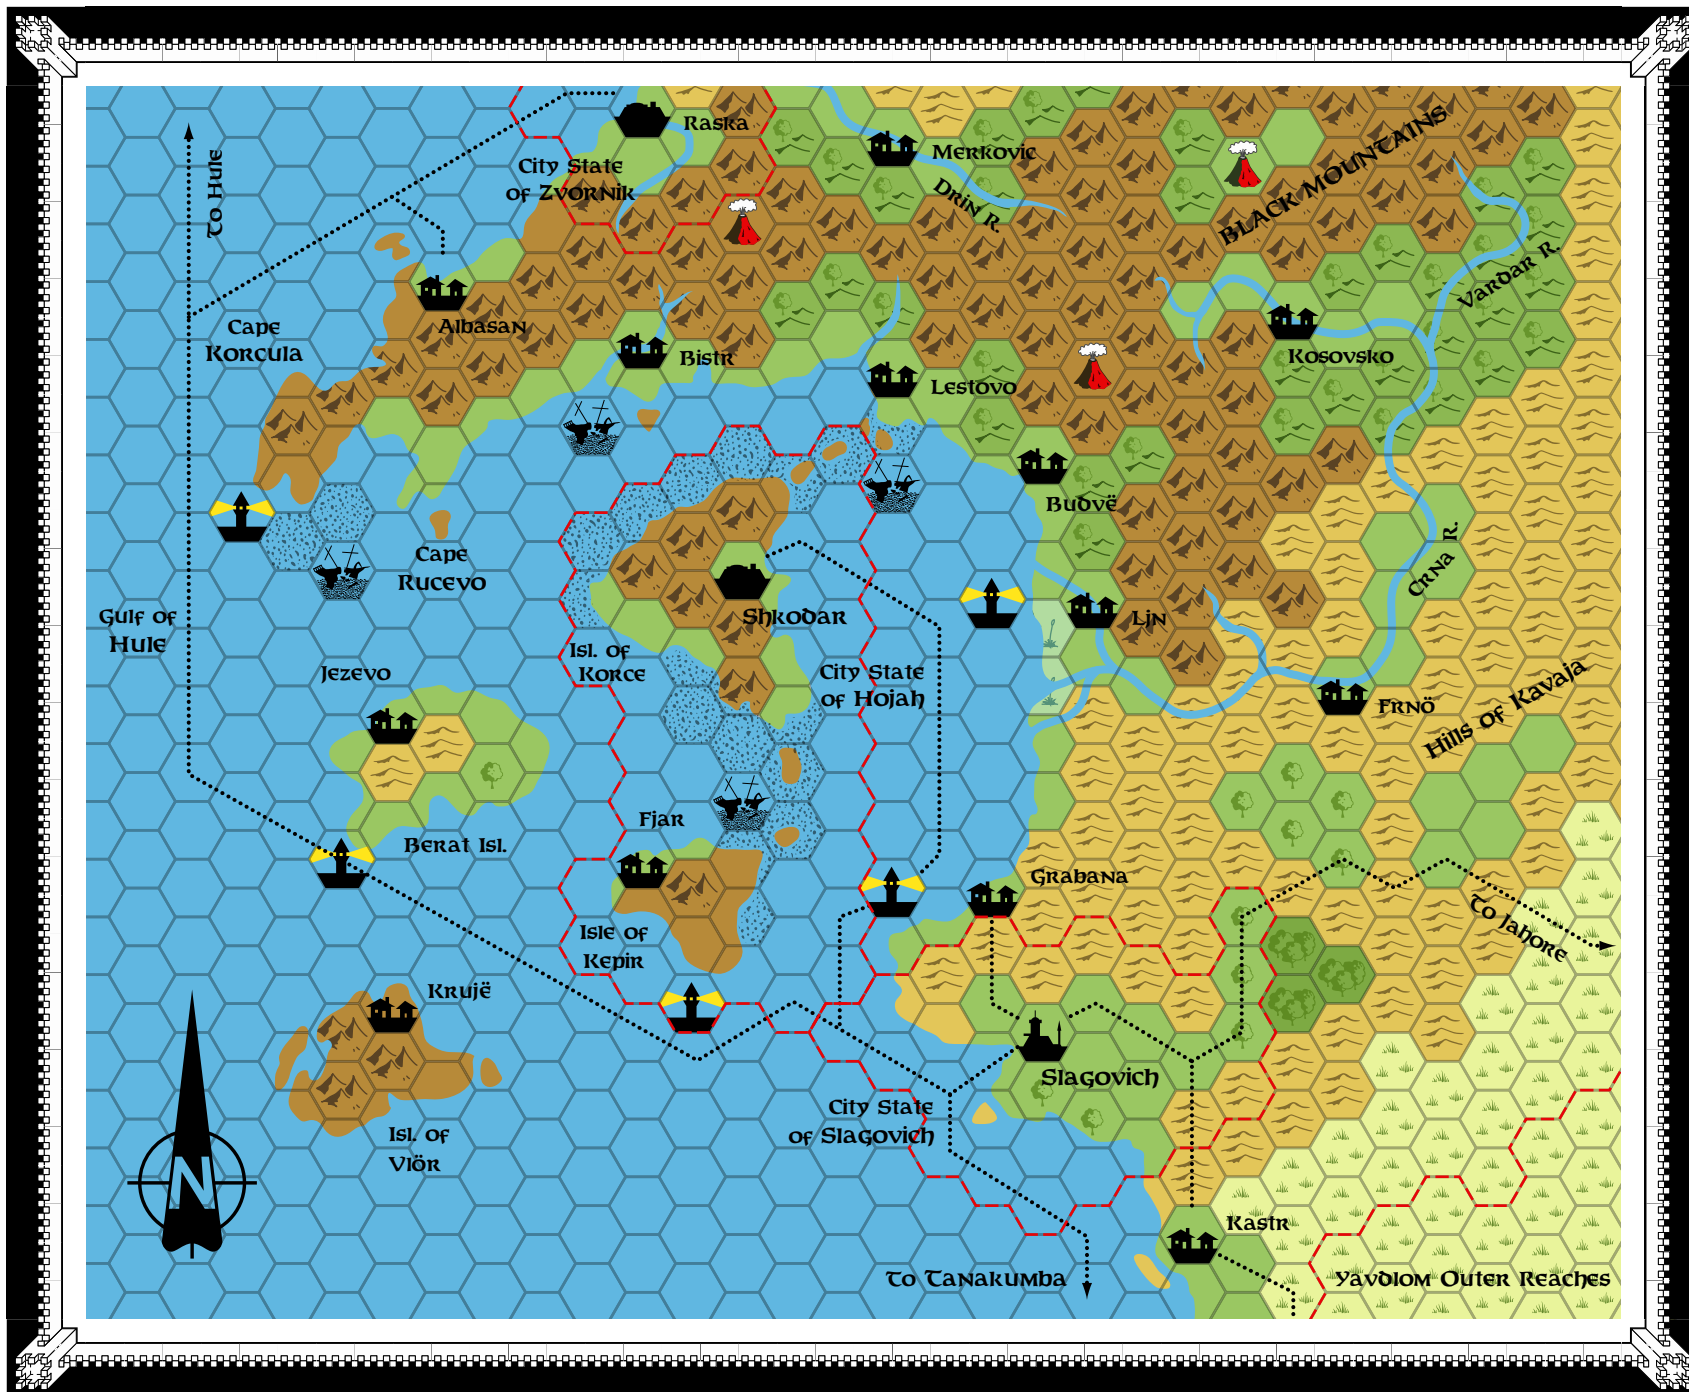 Raska
Merkovic
City State
of Zvornik
To Hule
Drin R.
BLACK MOUNTAINS
Vardar R.
Cape
Korcula
Albasan
Bistr
Lestovo
Kosovsko
Budvë
Cape
Rucevo
Crna R.
Gulf of
Hule
Shkodar
Ljn
Isl. of
Korce
City State
of Hojah
Jezevo
Frnö
Hills of Kavaja
Fjar
Berat Isl.
Grabana
To Jahore
Isle of
Kepir
Krujë
Slagovich
City State
of Slagovich
Isl. of
Vlör
N
Kastr
To Tanakumba
Yavdlom Outer Reaches